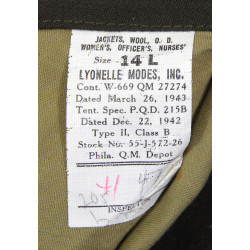 JACKETS, WOOL, O. D.
WOMEN'S, OFFICER'S, NURSES'
Size 14 L
LYONELLE MODES, INC.
Cont. W-669 QM 27274
Dated March 26, 1943
Tent. Spec. P.Q.D. 215B
Dated Dec. 22, 1942
Type II, Class B
Stock No. 55-J-572-26
Phila. Q.M. Depot